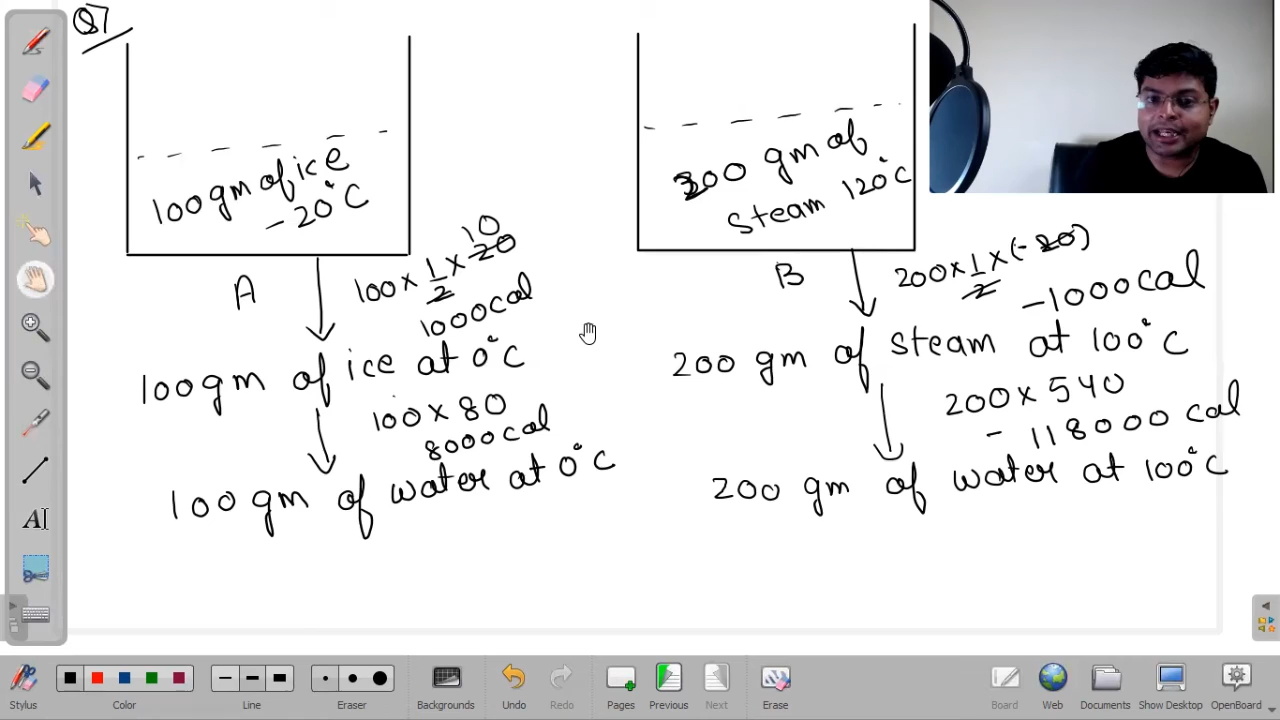 Q7
100 gm of ice
-20°C
A
100 × 1/2 × 20
10
1000 cal
100 gm of ice at 0°C
100 × 80
8000 cal
100 gm of water at 0°C
200 gm of
steam 120°C
B
200 × 1/2 × (-20)
-1000 cal
200 gm of steam at 100°C
200 × 540
- 118000 cal
200 gm of water at 100°C
AI
Stylus
Color
Line
Eraser
Backgrounds
Undo
Redo
Pages
Previous
Next
Erase
Board
Web
Documents
Show Desktop
OpenBoard